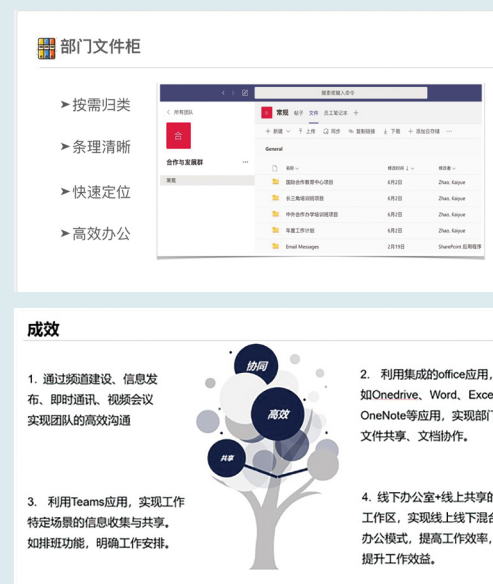 部门文件柜
➤按需归类
➤条理清晰
➤快速定位
➤高效办公
搜索或键入命令
< 所有团队
合
合与发展群
常规
常规 帖子 文件 员工笔记本 +
+ 新建 上传 同步 复制链接 下载 + 添加云存储 ···
General
名称 修改时间 修改者
国际合作教育中心项目 6月2日 Zhao, Kaiyue
长三角培训班项目 6月2日 Zhao, Kaiyue
中外合作办学培训班项目 6月2日 Zhao, Kaiyue
年度工作计划 6月2日 Zhao, Kaiyue
Email Messages 2月19日 SharePoint 应用程序
成效
1. 通过频道建设、信息发
布、即时通讯、视频会议
实现团队的高效沟通
协同
高效
共享
2. 利用集成的office应用，
如Onedrive、Word、Exce
OneNote等应用，实现部门
文件共享、文档协作。
3. 利用Teams应用，实现工作
特定场景的信息收集与共享。
如排班功能，明确工作安排。
4. 线下办公室+线上共享的
工作区，实现线上线下混合
办公模式，提高工作效率，
提升工作效益。